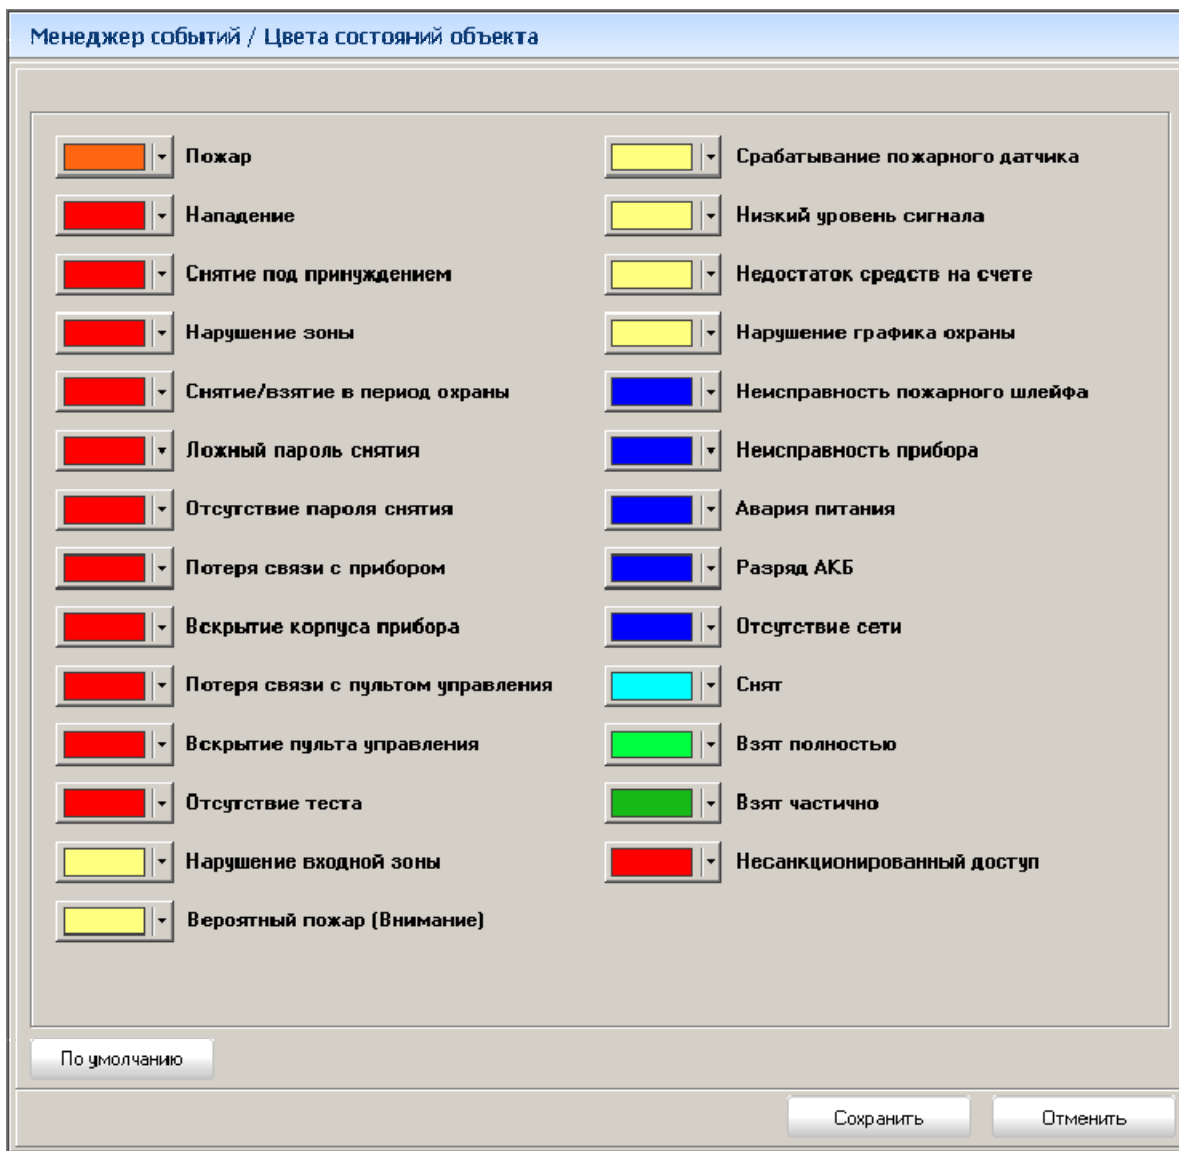 Менеджер событий / Цвета состояний объекта
Пожар
Нападение
Снятие под принуждением
Нарушение зоны
Снятие/взятие в период охраны
Ложный пароль снятия
Отсутствие пароля снятия
Потеря связи с прибором
Вскрытие корпуса прибора
Потеря связи с пультом управления
Вскрытие пульта управления
Отсутствие теста
Нарушение входной зоны
Вероятный пожар (Внимание)
Срабатывание пожарного датчика
Низкий уровень сигнала
Недостаток средств на счете
Нарушение графика охраны
Неисправность пожарного шлейфа
Неисправность прибора
Авария питания
Разряд АКБ
Отсутствие сети
Снят
Взят полностью
Взят частично
Несанкционированный доступ
По умолчанию
Сохранить
Отменить